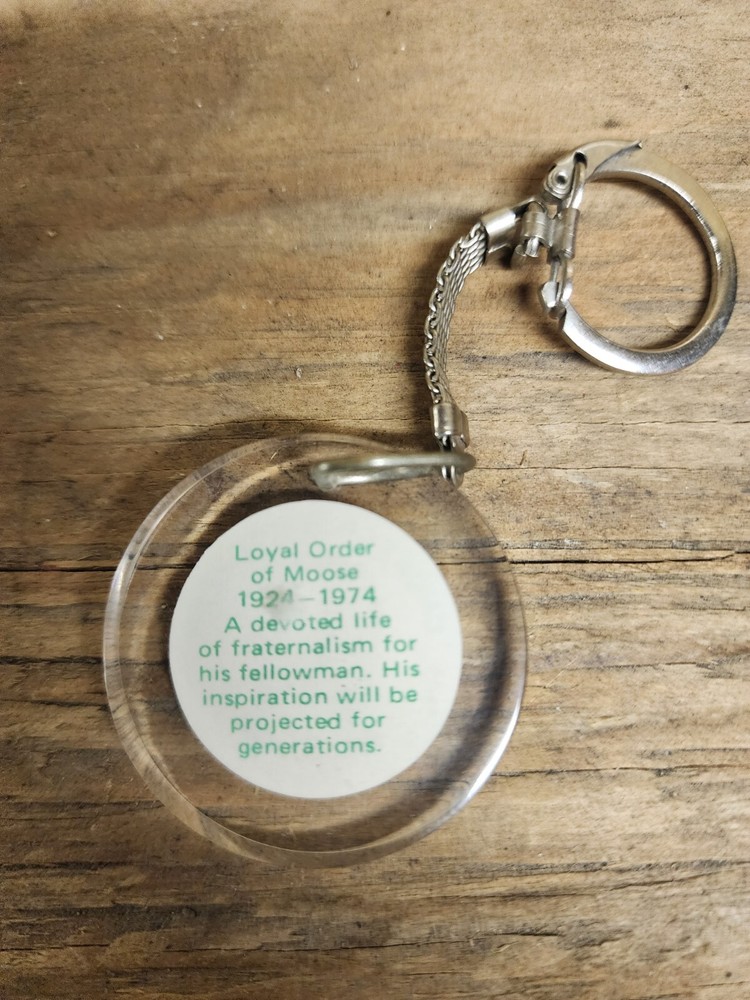 Loyal Order
of Moose
1924–1974
A devoted life
of fraternalism for
his fellowman. His
inspiration will be
projected for
generations.